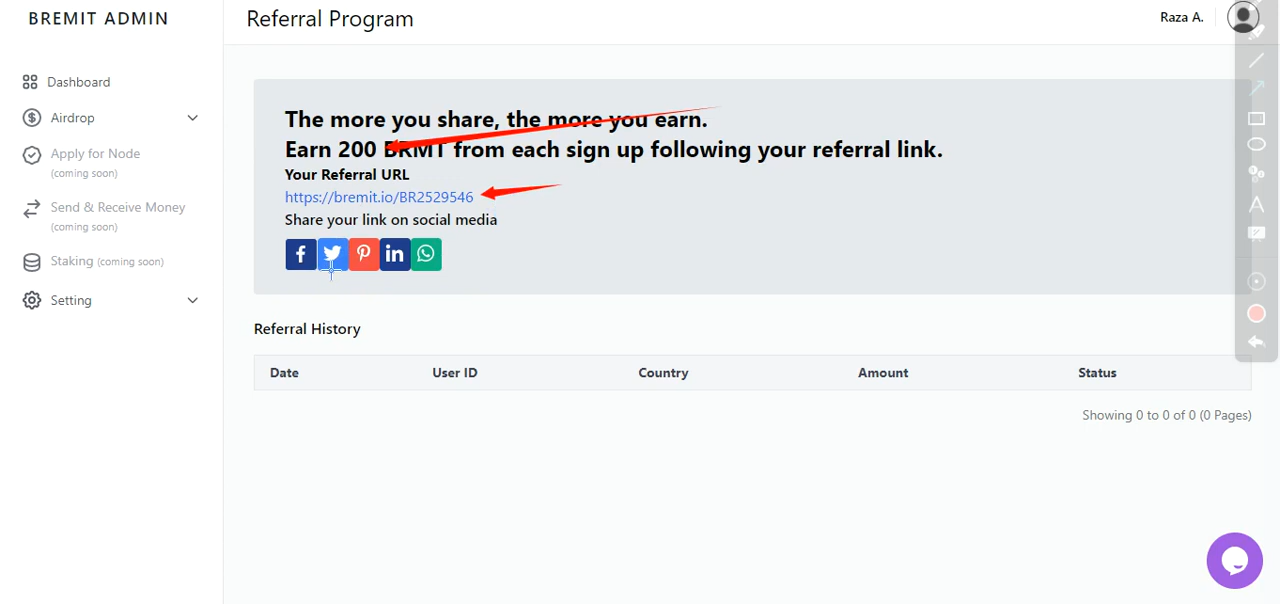 BREMIT ADMIN
Referral Program
Raza A.
Dashboard
Airdrop
Apply for Node
(coming soon)
Send & Receive Money
(coming soon)
Staking (coming soon)
Setting
The more you share, the more you earn.
Earn 200 BRMT from each sign up following your referral link.
Your Referral URL
https://bremit.io/BR2529546
Share your link on social media
Referral History
Date User ID Country Amount Status
Showing 0 to 0 of 0 (0 Pages)